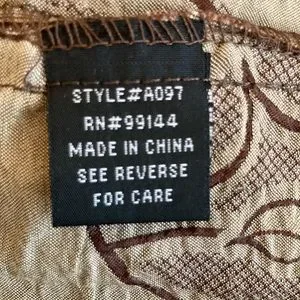 STYLE#A097
RN#99144
MADE IN CHINA
SEE REVERSE
FOR CARE